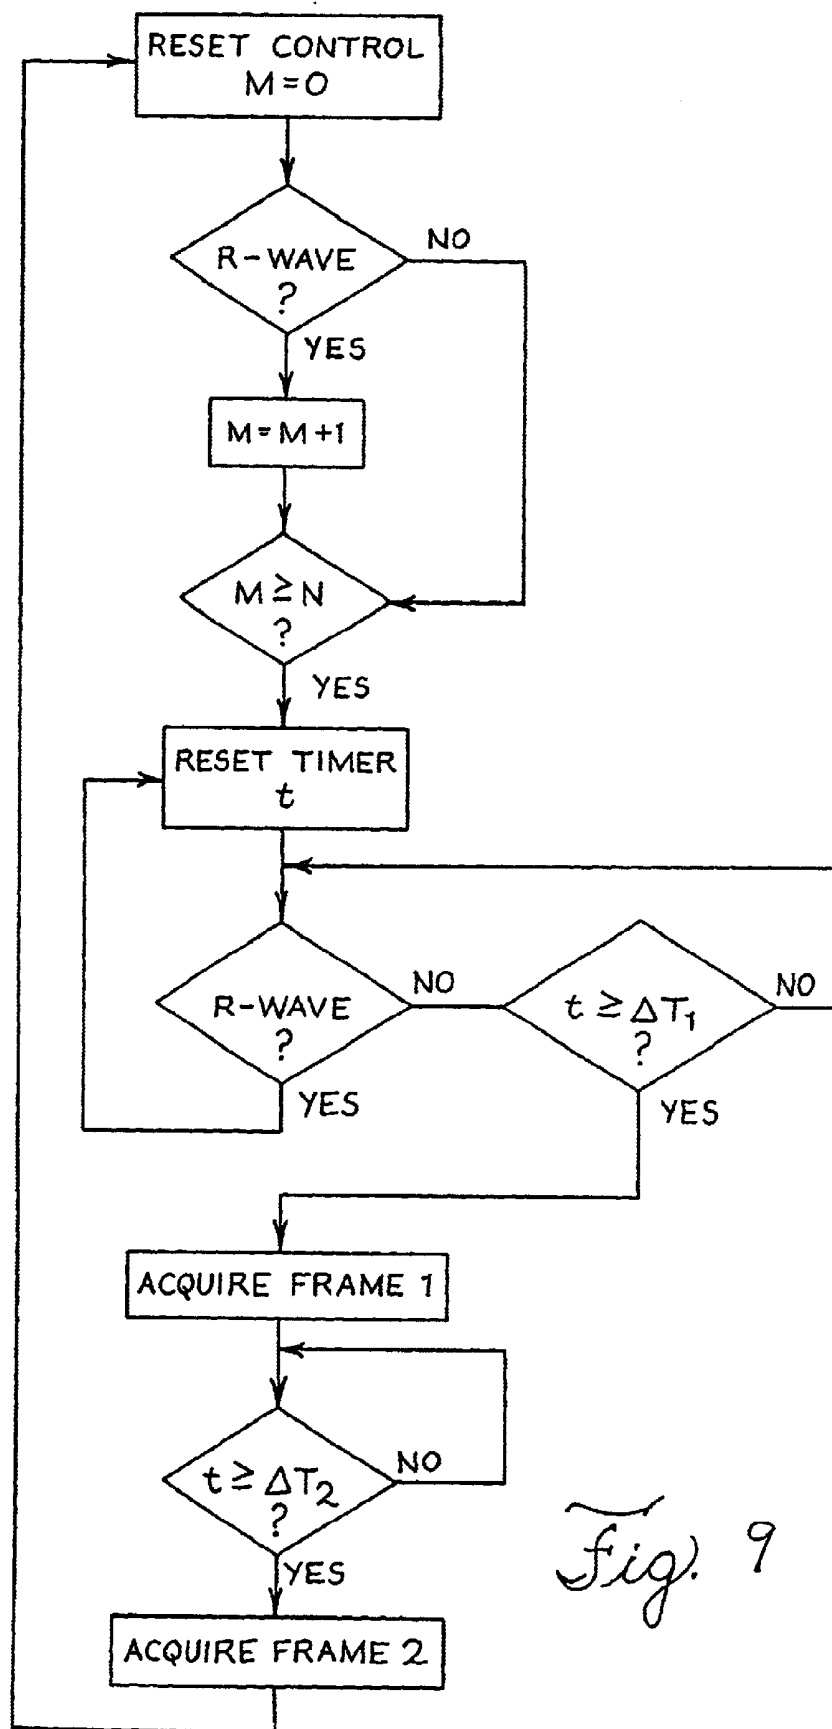 RESET CONTROL
M=0
R-WAVE
?
NO
YES
M=M+1
M≥N
?
YES
RESET TIMER
t
R-WAVE
?
NO
YES
t≥ΔT₁
?
NO
YES
ACQUIRE FRAME 1
t≥ΔT₂
?
NO
YES
ACQUIRE FRAME 2
Fig. 9